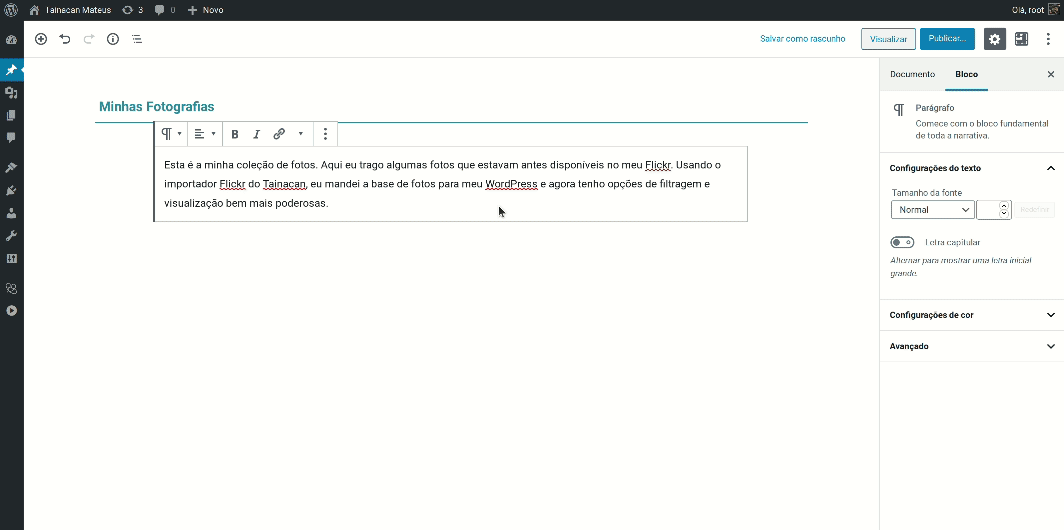 Tainacan Mateus 3 0 Novo Olá, root
Salvar como rascunho Visualizar Publicar...
Documento Bloco
Minhas Fotografias
Parágrafo
Comece com o bloco fundamental
de toda a narrativa.
B I
Esta é a minha coleção de fotos. Aqui eu trago algumas fotos que estavam antes disponíveis no meu Flickr. Usando o
importador Flickr do Tainacan, eu mandei a base de fotos para meu WordPress e agora tenho opções de filtragem e
visualização bem mais poderosas.
Configurações do texto
Tamanho da fonte
Normal Redefinir
Letra capitular
Alternar para mostrar uma letra inicial
grande.
Configurações de cor
Avançado